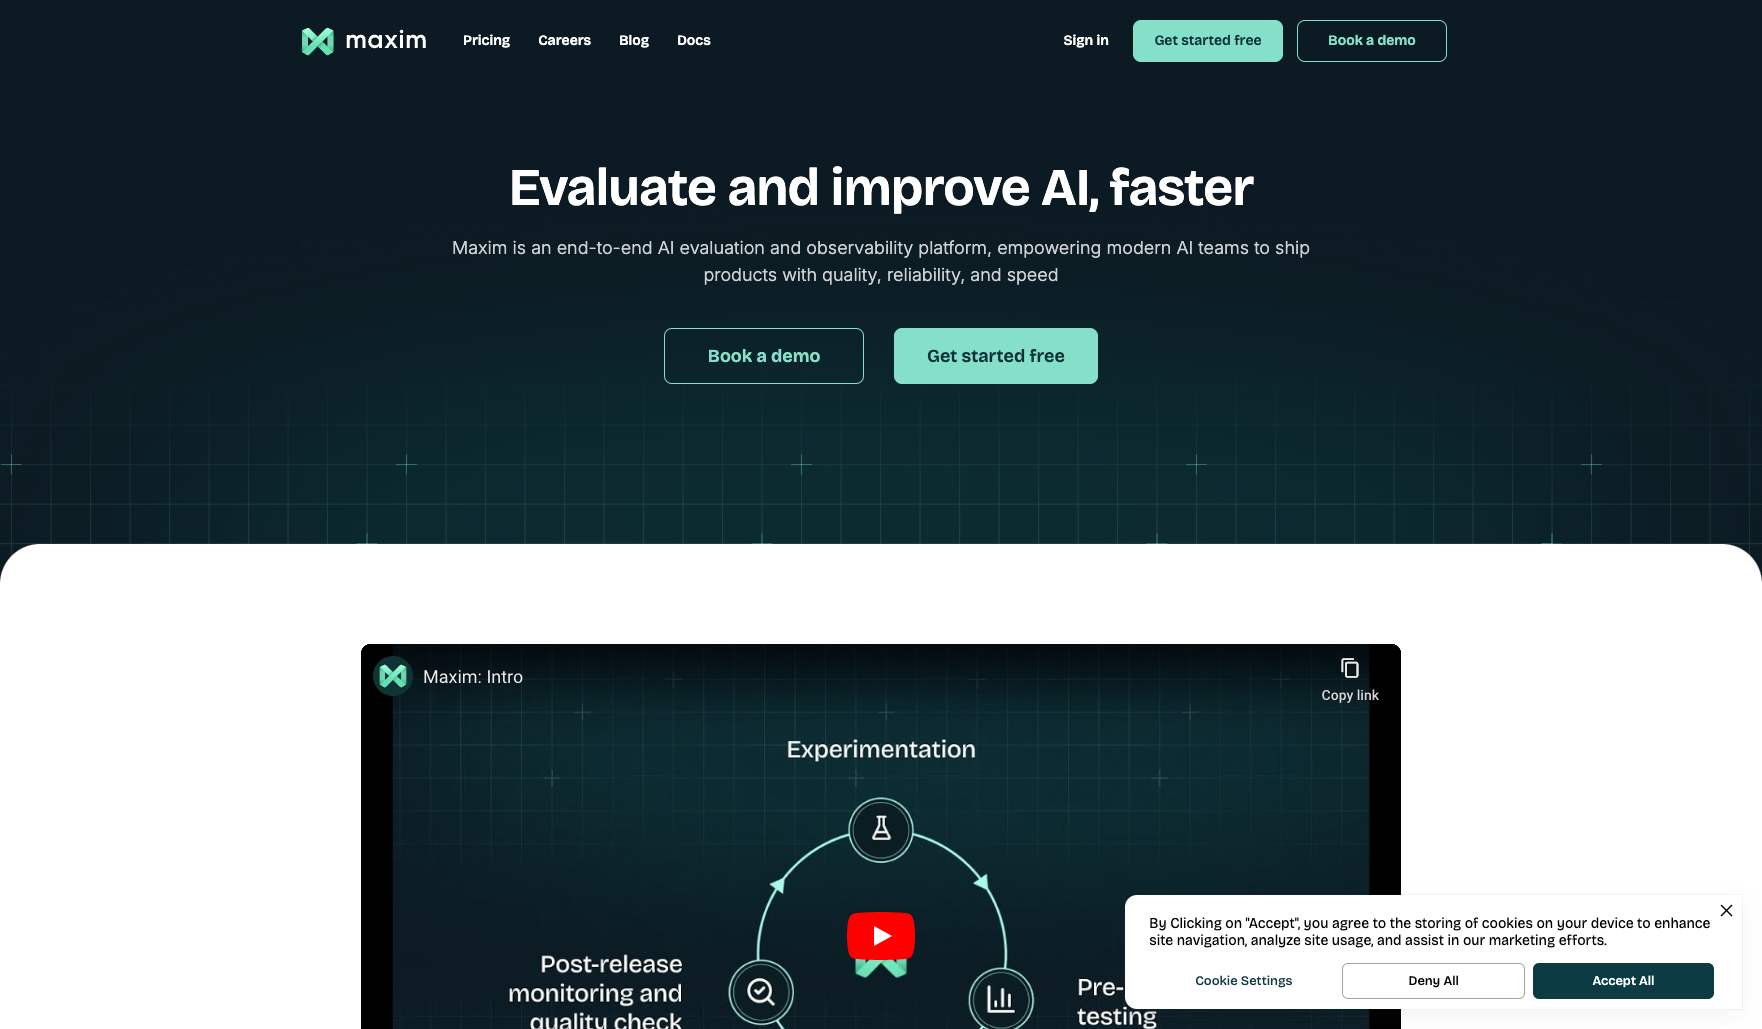 maxim
Pricing
Careers
Blog
Docs
Sign in
Get started free
Book a demo
Evaluate and improve AI, faster
Maxim is an end-to-end AI evaluation and observability platform, empowering modern AI teams to ship
products with quality, reliability, and speed
Book a demo
Get started free
Maxim: Intro
Copy link
Experimentation
Post-release
monitoring and
quality check
Pre-
testing
By Clicking on "Accept", you agree to the storing of cookies on your device to enhance
site navigation, analyze site usage, and assist in our marketing efforts.
Cookie Settings
Deny All
Accept All